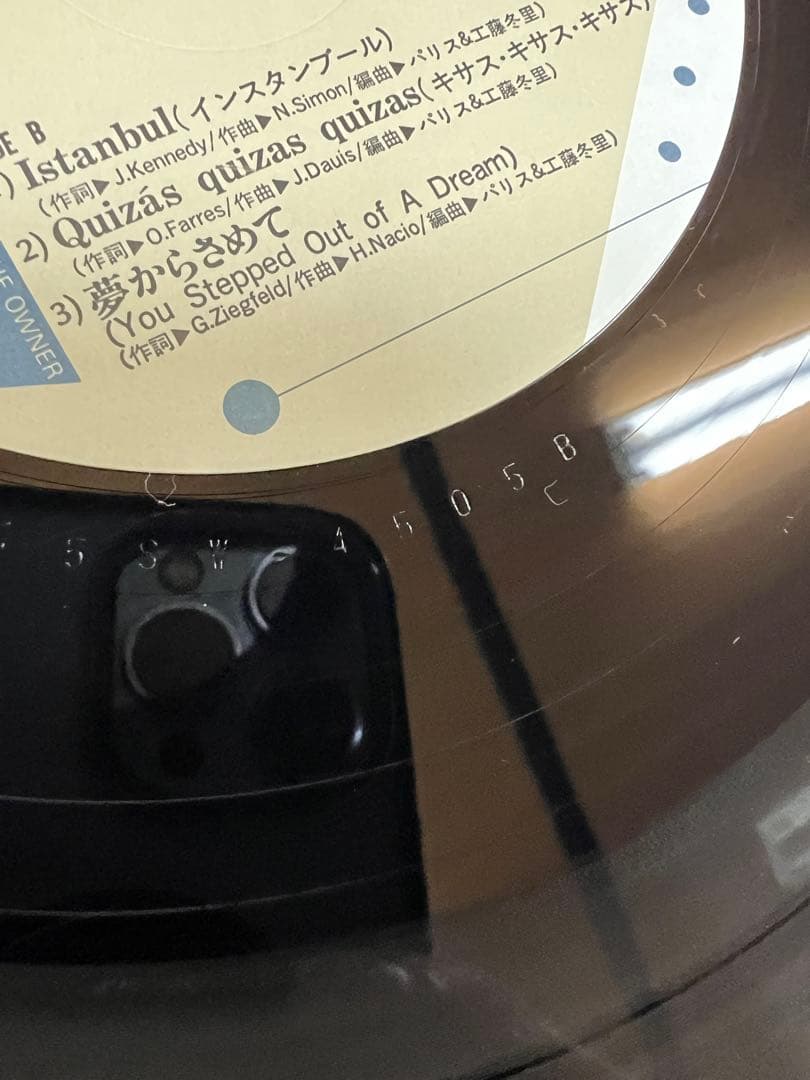 DE B
Istanbul(インスタンブール)
(作詞▶J.Kennedy/作曲▶N.Simon/編曲▶パリス&工藤冬里)
2) Quizás quizas quizas(キサス・キサス・キサス)
(作詞▶O.Farres/作曲▶J.Dauis/編曲▶パリス&工藤冬里)
3) 夢からさめて
(You Stepped Out of A Dream)
(作詞▶G.Ziegfeld/作曲▶H.Nacio/編曲▶パリス&工藤冬里)
OWNER
5SW-4505B
C